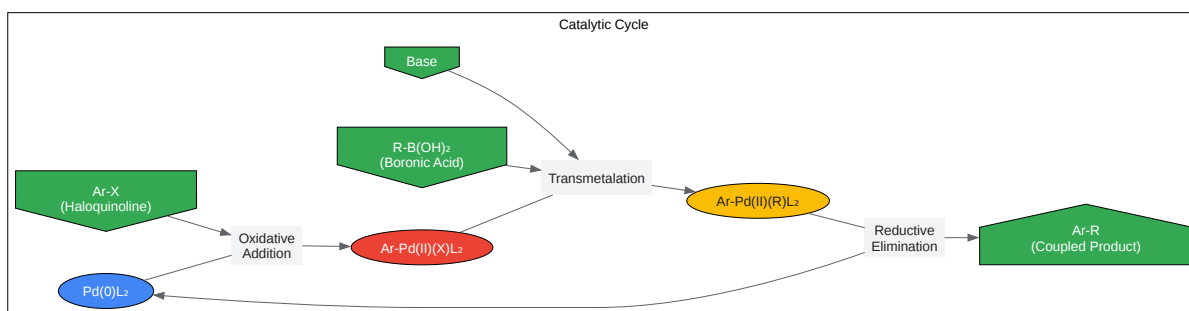 Catalytic Cycle
Base
R-B(OH)₂
(Boronic Acid)
Transmetalation
Ar-X
(Haloquinoline)
Ar-Pd(II)(R)L₂
Oxidative
Addition
Ar-Pd(II)(X)L₂
Reductive
Elimination
Ar-R
(Coupled Product)
Pd(0)L₂